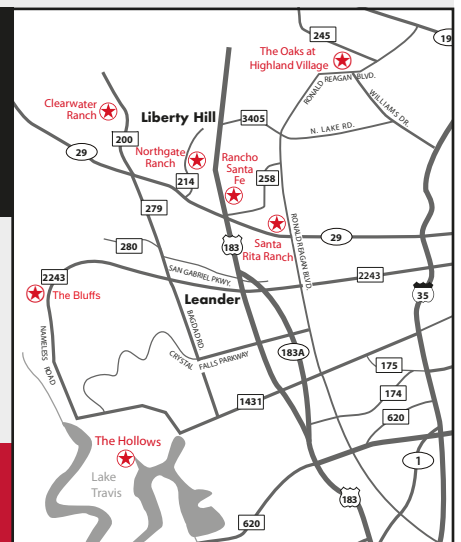 245
19
The Oaks at
Highland Village
RONALD REAGAN BLVD.
WILLIAMS DR.
Clearwater
Ranch
Liberty Hill
3405
N. LAKE RD.
200
29
Northgate
Ranch
Rancho
Santa
Fe
214
258
279
RONALD REAGAN BLVD.
280
183
Santa
Rita Ranch
29
2243
SAN GABRIEL PKWY.
2243
The Bluffs
Leander
35
BAGDAD RD.
NAMELESS ROAD
CRYSTAL FALLS PARKWAY
183A
175
174
1431
620
The Hollows
1
Lake
Travis
183
620